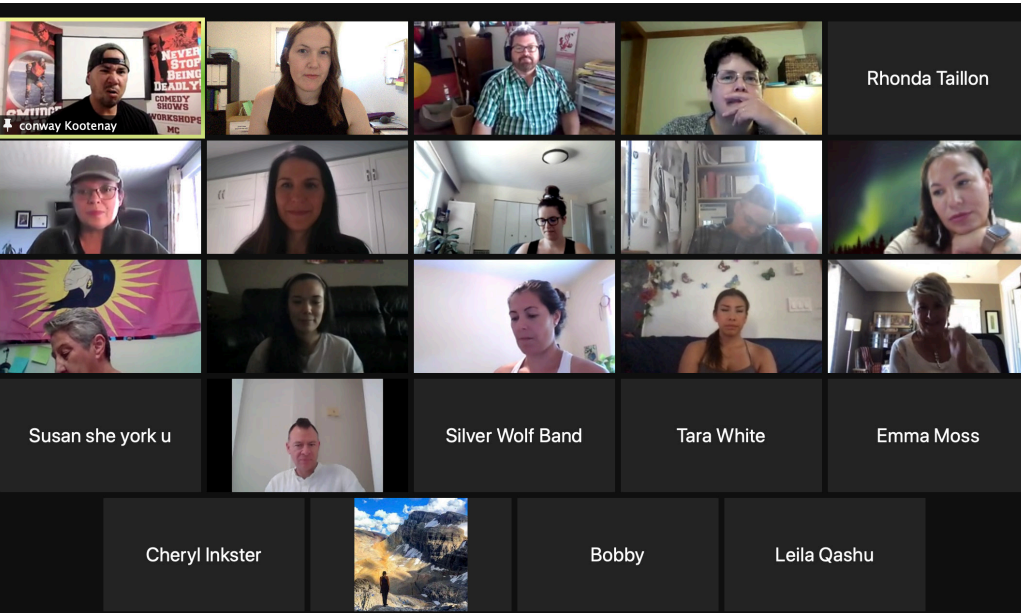 SMUDGE
NEVER
STOP
BEING
DEADLY!
COMEDY
SHOWS
WORKSHOPS
MC
conway Kootenay
Rhonda Taillon
Susan she york u
Silver Wolf Band
Tara White
Emma Moss
Cheryl Inkster
Bobby
Leila Qashu